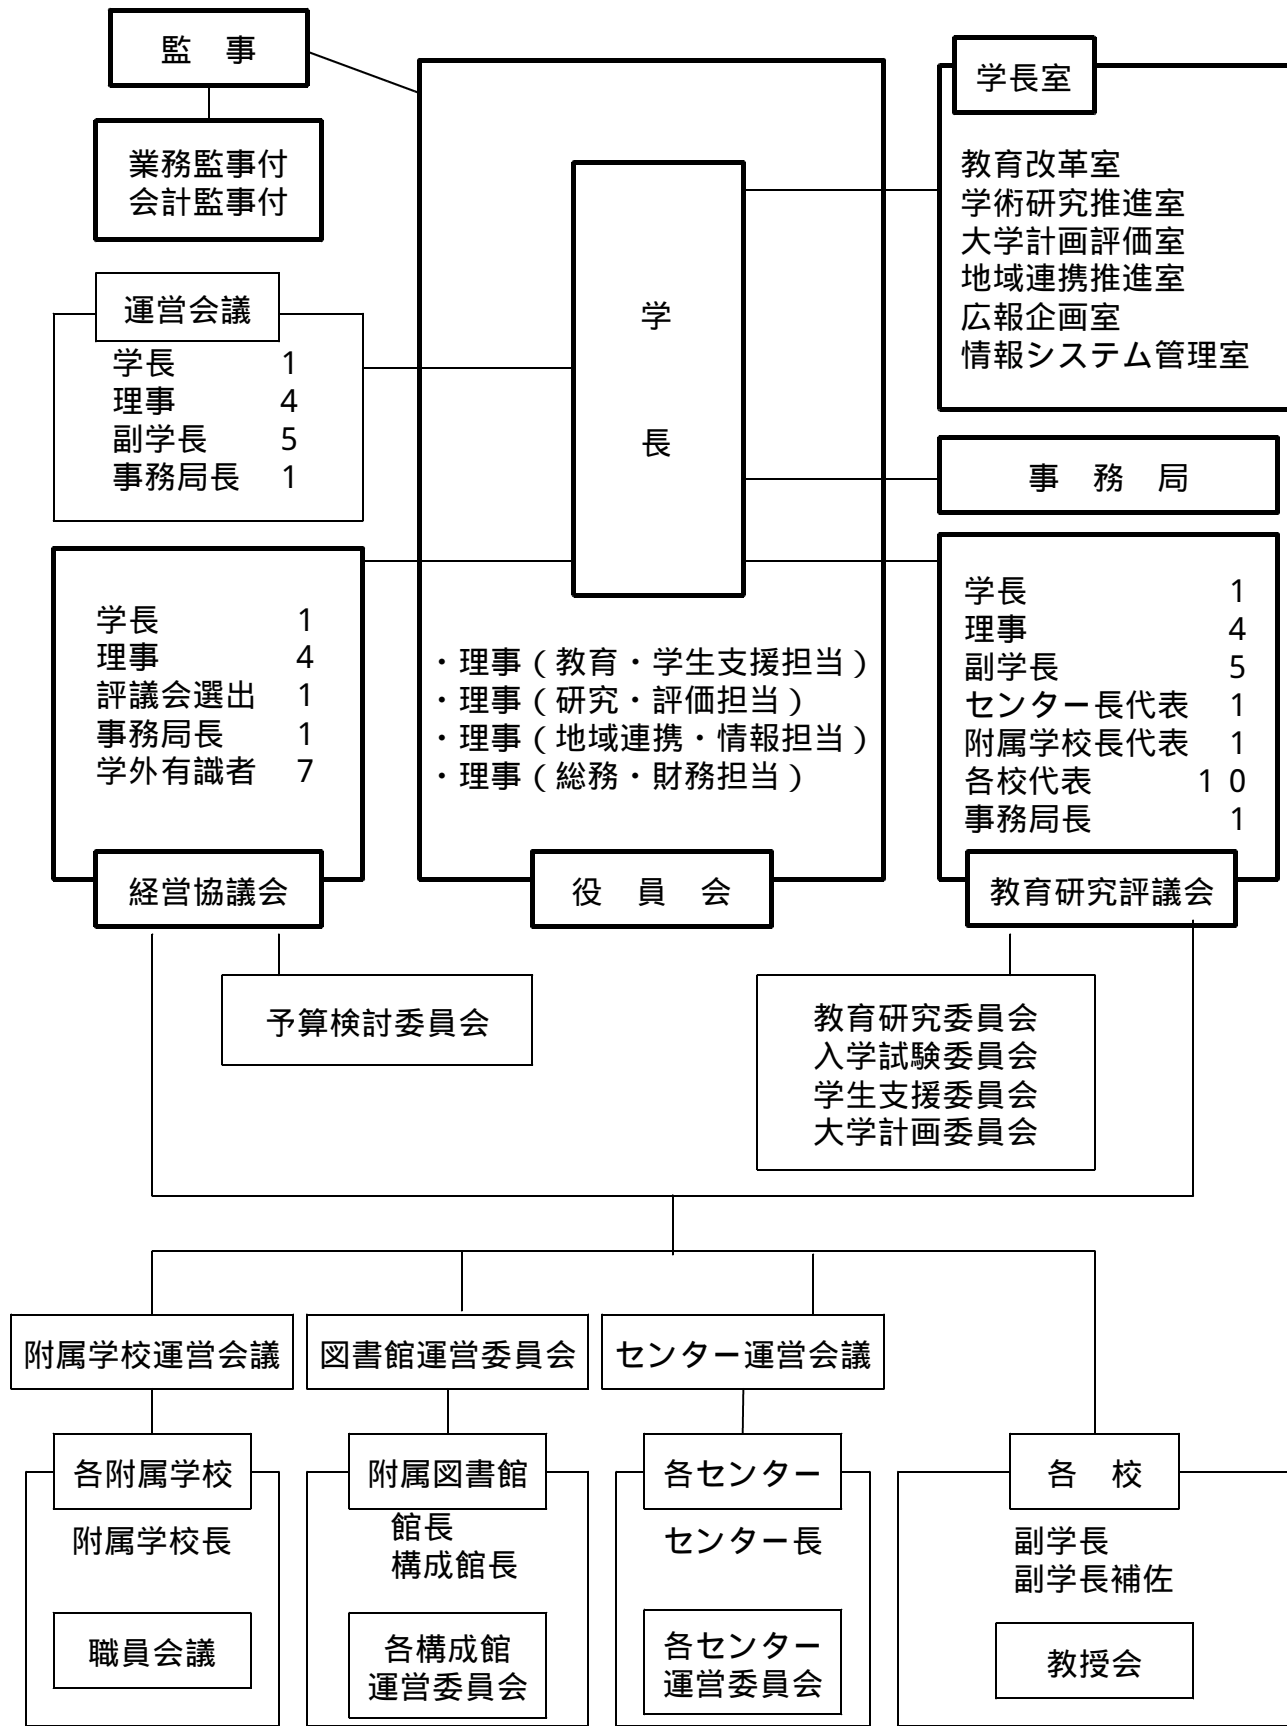 監　事
業務監事付
会計監事付
運営会議
学長　1
理事　4
副学長　5
事務局長　1
学長　1
理事　4
評議会選出　1
事務局長　1
学外有識者　7
経営協議会
学
長
・理事（教育・学生支援担当）
・理事（研究・評価担当）
・理事（地域連携・情報担当）
・理事（総務・財務担当）
役　員　会
学長室
教育改革室
学術研究推進室
大学計画評価室
地域連携推進室
広報企画室
情報システム管理室
事　務　局
学長　1
理事　4
副学長　5
センター長代表　1
附属学校長代表　1
各校代表　1 0
事務局長　1
教育研究評議会
予算検討委員会
教育研究委員会
入学試験委員会
学生支援委員会
大学計画委員会
附属学校運営会議
図書館運営委員会
センター運営会議
各附属学校
附属学校長
職員会議
附属図書館
館長
構成館長
各構成館
運営委員会
各センター
センター長
各センター
運営委員会
各　校
副学長
副学長補佐
教授会